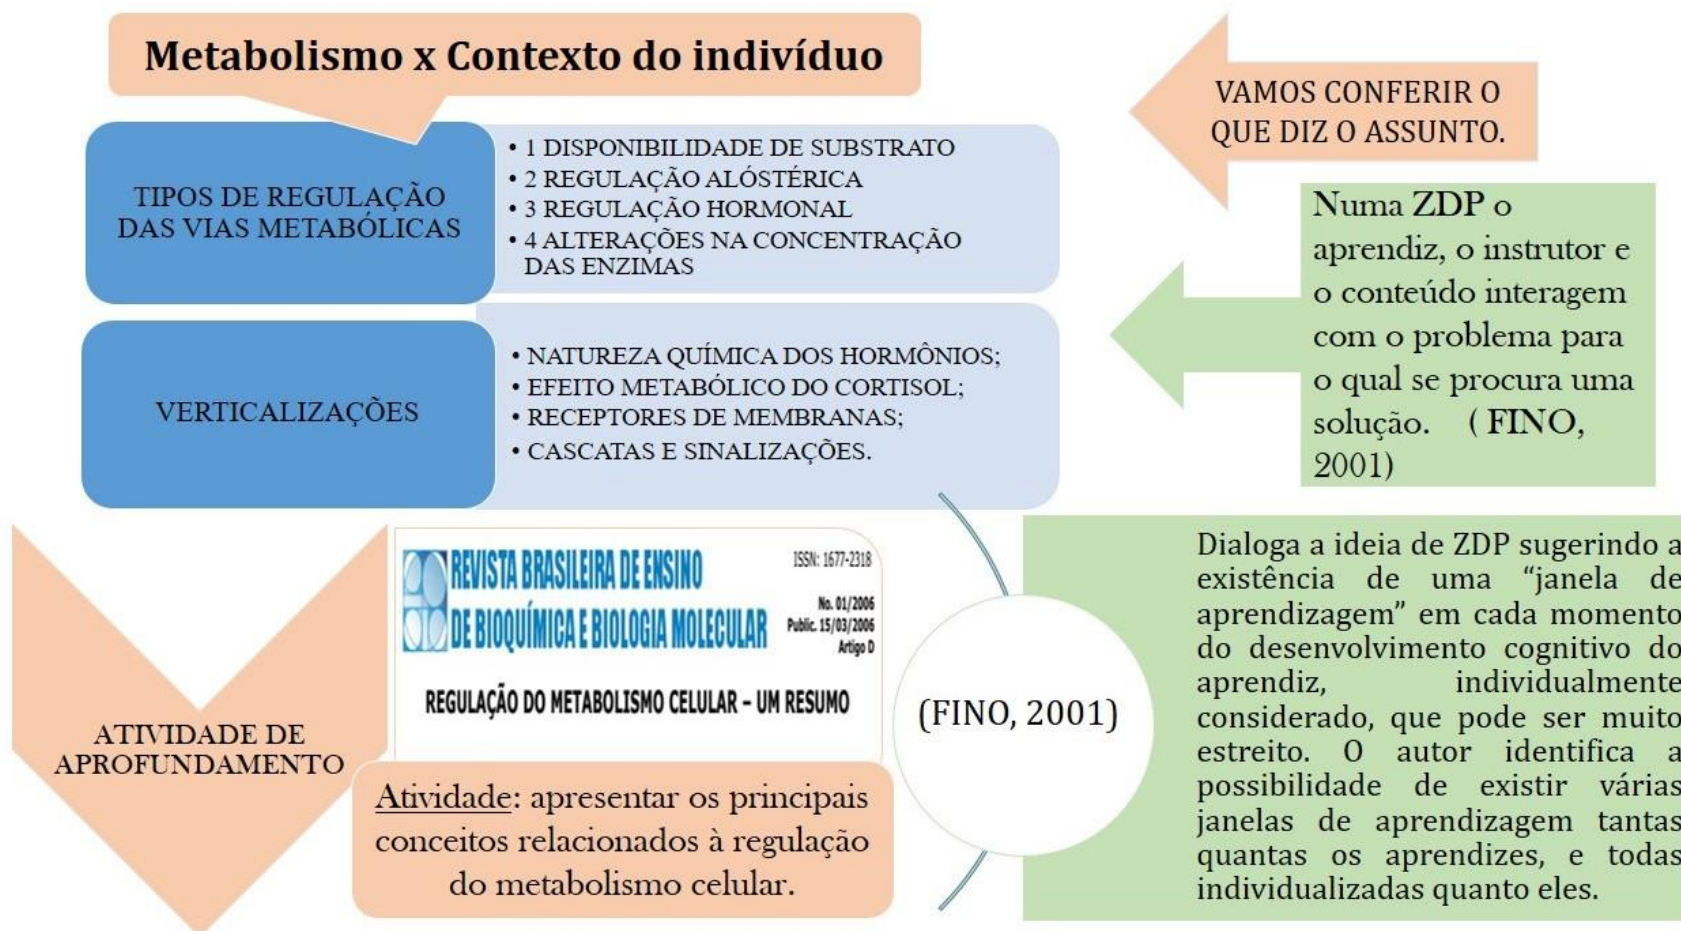 Metabolismo x Contexto do indivíduo
TIPOS DE REGULAÇÃO
DAS VIAS METABÓLICAS
• 1 DISPONIBILIDADE DE SUBSTRATO
• 2 REGULAÇÃO ALÓSTÉRICA
• 3 REGULAÇÃO HORMONAL
• 4 ALTERAÇÕES NA CONCENTRAÇÃO
DAS ENZIMAS
VERTICALIZAÇÕES
• NATUREZA QUÍMICA DOS HORMÔNIOS;
• EFEITO METABÓLICO DO CORTISOL;
• RECEPTORES DE MEMBRANAS;
• CASCATAS E SINALIZAÇÕES.
VAMOS CONFERIR O
QUE DIZ O ASSUNTO.
Numa ZDP o
aprendiz, o instrutor e
o conteúdo interagem
com o problema para
o qual se procura uma
solução. ( FINO,
2001)
ATIVIDADE DE
APROFUNDAMENTO
REVISTA BRASILEIRA DE ENSINO
DE BIOQUÍMICA E BIOLOGIA MOLECULAR
ISSN: 1677-2318
No. 01/2006
Public. 15/03/2006
Artigo D
REGULAÇÃO DO METABOLISMO CELULAR – UM RESUMO
Atividade: apresentar os principais
conceitos relacionados à regulação
do metabolismo celular.
(FINO, 2001)
Dialoga a ideia de ZDP sugerindo a
existência de uma “janela de
aprendizagem” em cada momento
do desenvolvimento cognitivo do
aprendiz, individualmente
considerado, que pode ser muito
estreito. O autor identifica a
possibilidade de existir várias
janelas de aprendizagem tantas
quantas os aprendizes, e todas
individualizadas quanto eles.